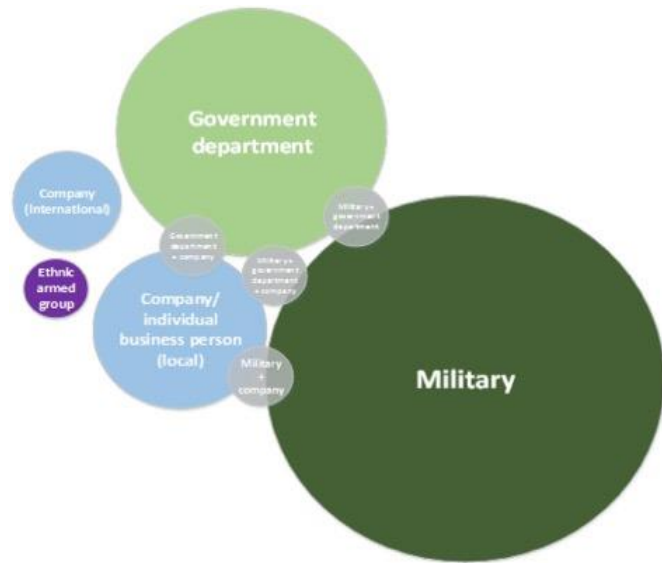 Government
department
Company
(International)
Military+
government
department
Government
department
+ company
Military+
government
department
+ company
Ethnic
armed
group
Company/
individual
business person
(local)
Military
+
company
Military